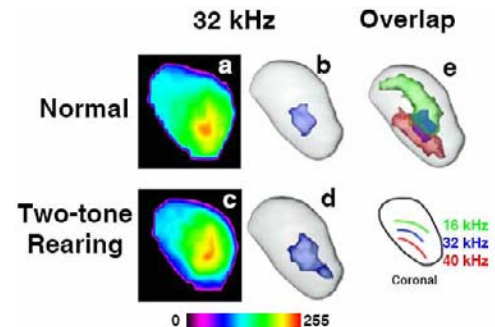 32 kHz
Overlap
Normal
a
b
e
Two-tone
Rearing
c
d
16 kHz
32 kHz
40 kHz
Coronal
0
255